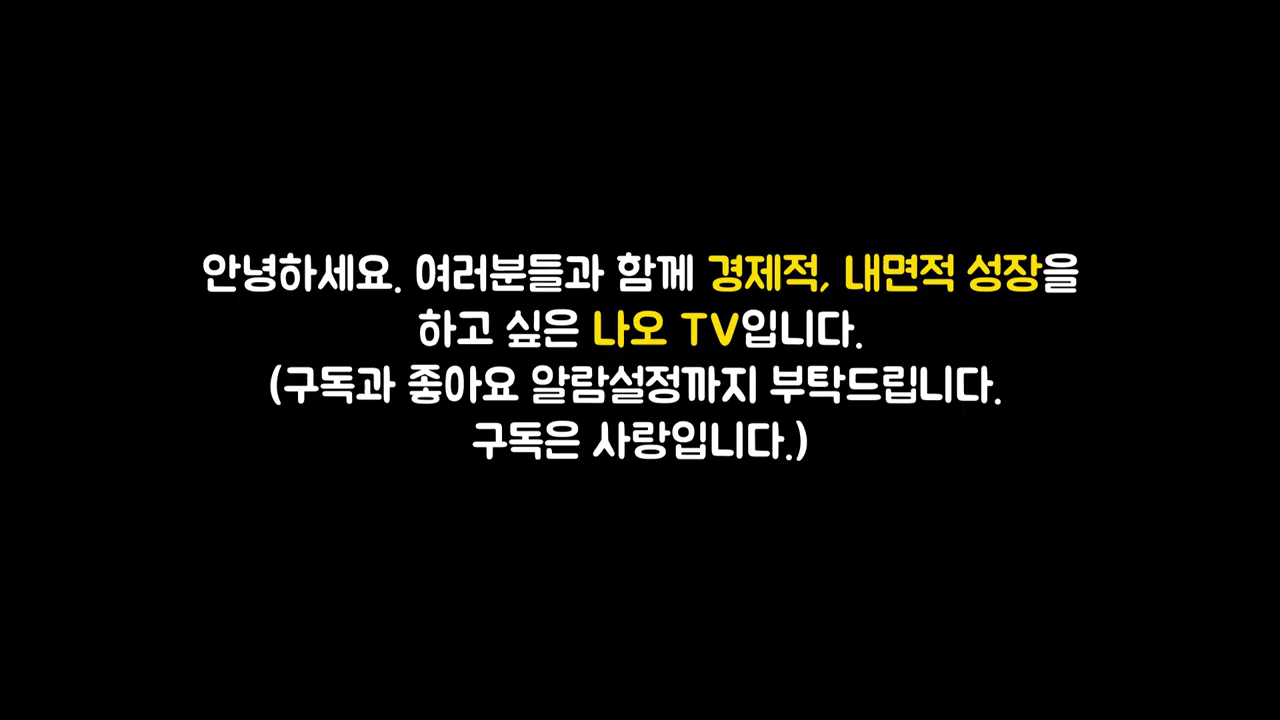 안녕하세요. 여러분들과 함께 경제적, 내면적 성장을
하고 싶은 나오 TV입니다.
(구독과 좋아요 알람설정까지 부탁드립니다.
구독은 사랑입니다.)